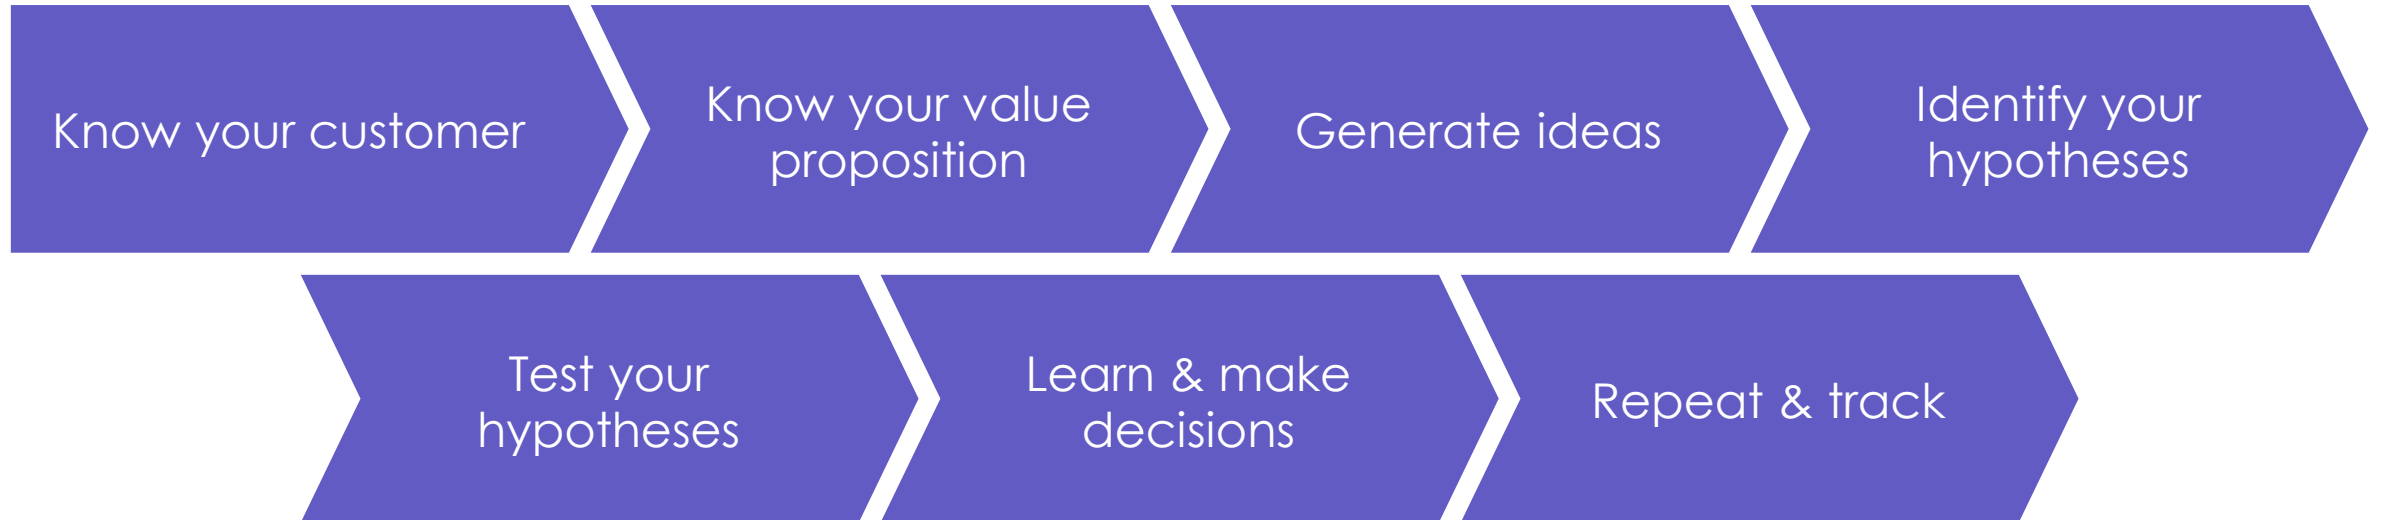 Know your customer
Know your value
proposition
Generate ideas
Identify your
hypotheses
Test your
hypotheses
Learn & make
decisions
Repeat & track